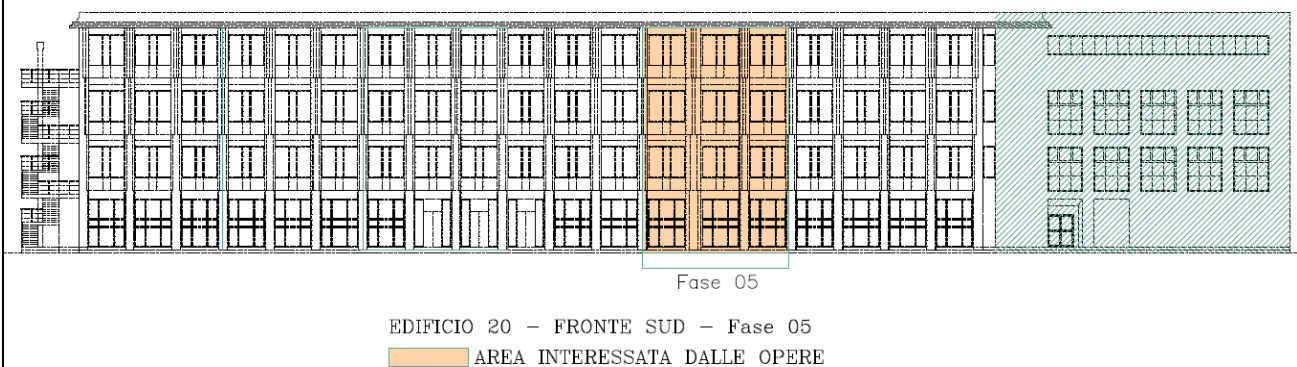 Fase 05
EDIFICIO 20 - FRONTE SUD - Fase 05
AREA INTERESSATA DALLE OPERE